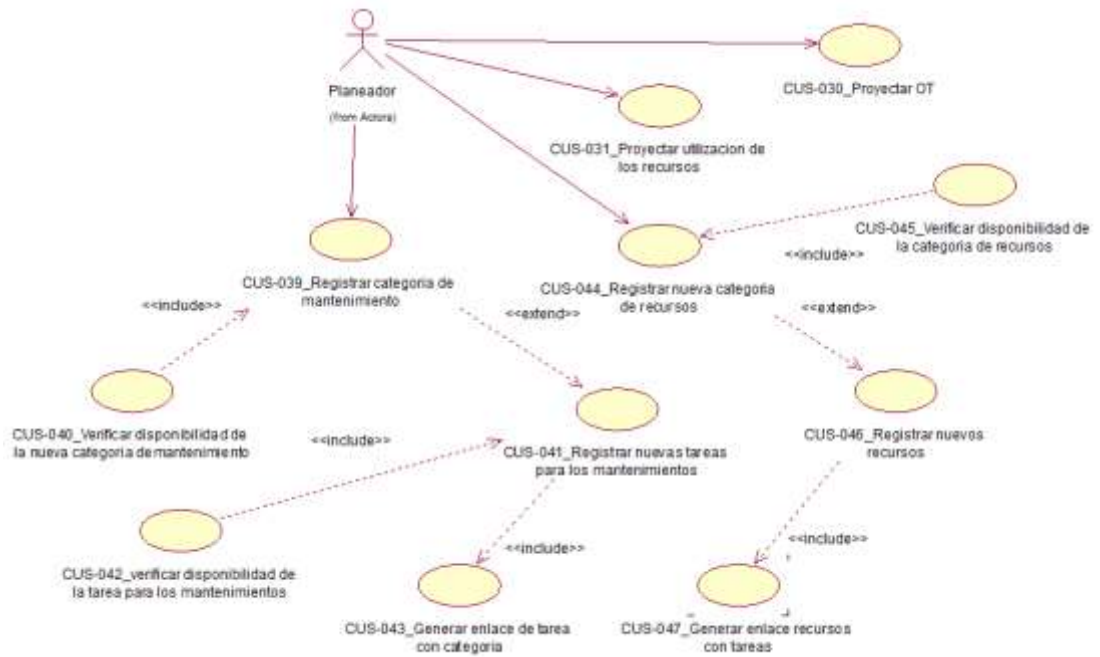 Planeador
(from Actors)
CUS-030_Proyectar OT
CUS-031_Proyectar utilizacion de
los recursos
CUS-045_Verificar disponibilidad de
la categoria de recursos
<<include>>
CUS-039_Registrar categoria de
mantenimiento
CUS-044_Registrar nueva categoria
de recursos
<<include>>
<<extend>>
<<extend>>
CUS-040_Verificar disponibilidad de
la nueva categoria de mantenimiento
<<include>>
CUS-041_Registrar nuevas tareas
para los mantenimientos
CUS-046_Registrar nuevos
recursos
<<include>>
<<include>>
CUS-042_verificar disponibilidad de
la tarea para los mantenimientos
CUS-043_Generar enlace de tarea
con categoria
CUS-047_Generar enlace recursos
con tareas